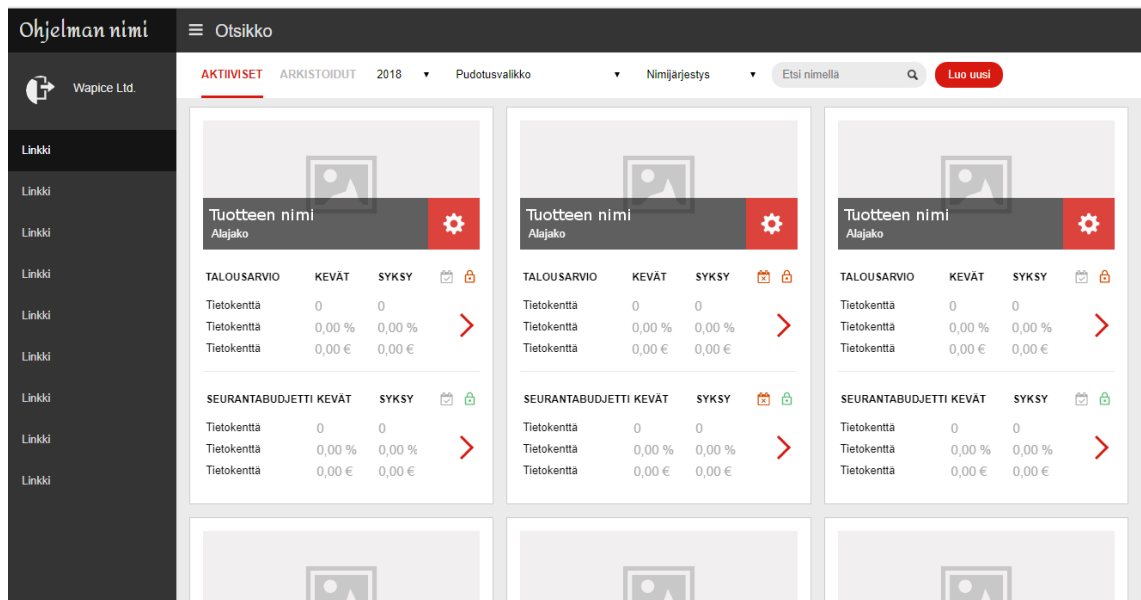 Ohjelman nimi
Otsikko
Wapice Ltd.
Linkki
Linkki
Linkki
Linkki
Linkki
Linkki
Linkki
Linkki
Linkki
AKTIIVISET ARKISTOIDUT 2018 Pudotusvalikko Nimijärjestys Etsi nimellä Luo uusi
Tuotteen nimi
Alajako
TALOUSARVIO KEVÄT SYKSY
Tietokenttä 0 0
Tietokenttä 0,00 % 0,00 %
Tietokenttä 0,00 € 0,00 €
SEURANTABUDJETTI KEVÄT SYKSY
Tietokenttä 0 0
Tietokenttä 0,00 % 0,00 %
Tietokenttä 0,00 € 0,00 €
Tuotteen nimi
Alajako
TALOUSARVIO KEVÄT SYKSY
Tietokenttä 0 0
Tietokenttä 0,00 % 0,00 %
Tietokenttä 0,00 € 0,00 €
SEURANTABUDJETTI KEVÄT SYKSY
Tietokenttä 0 0
Tietokenttä 0,00 % 0,00 %
Tietokenttä 0,00 € 0,00 €
Tuotteen nimi
Alajako
TALOUSARVIO KEVÄT SYKSY
Tietokenttä 0 0
Tietokenttä 0,00 % 0,00 %
Tietokenttä 0,00 € 0,00 €
SEURANTABUDJETTI KEVÄT SYKSY
Tietokenttä 0 0
Tietokenttä 0,00 % 0,00 %
Tietokenttä 0,00 € 0,00 €